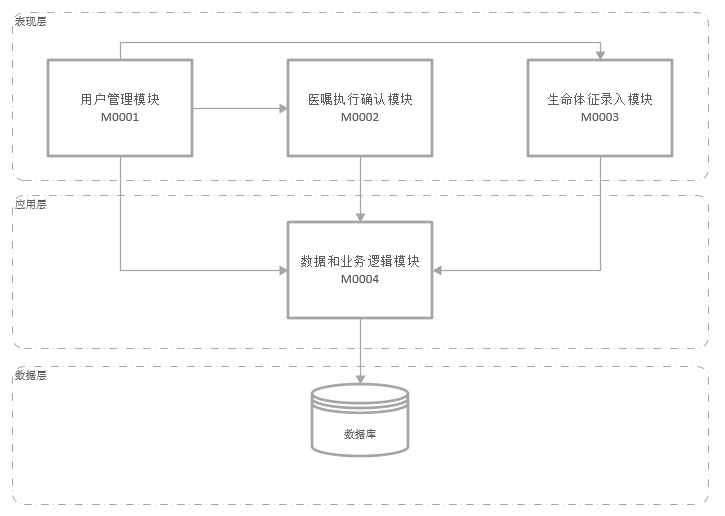 表现层
用户管理模块
M0001
医嘱执行确认模块
M0002
生命体征录入模块
M0003
应用层
数据和业务逻辑模块
M0004
数据层
数据库